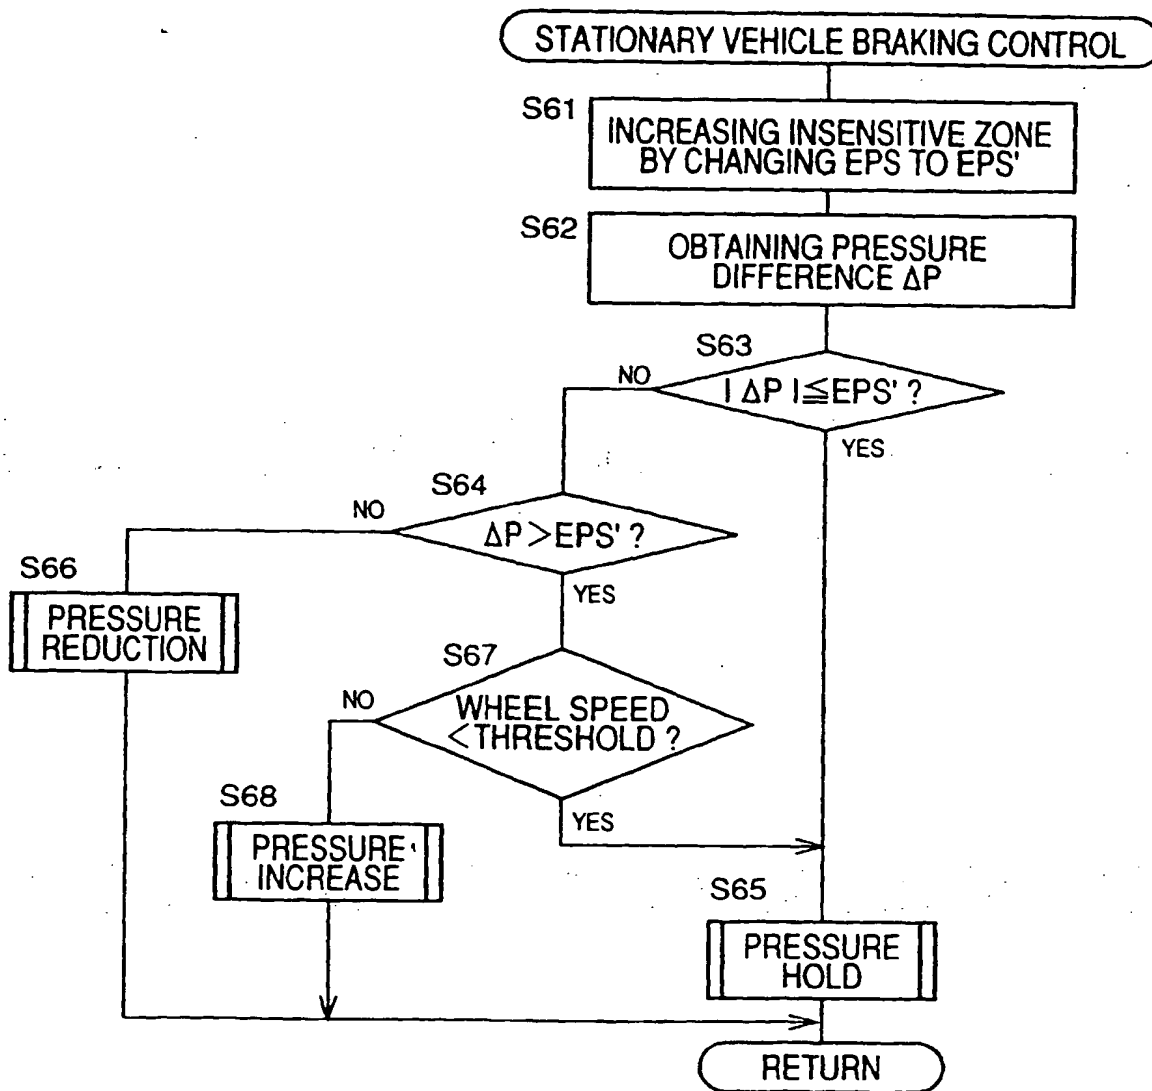 STATIONARY VEHICLE BRAKING CONTROL
S61
INCREASING INSENSITIVE ZONE
BY CHANGING EPS TO EPS'
S62
OBTAINING PRESSURE
DIFFERENCE ΔP
S63
| ΔP |≦EPS' ?
NO
YES
S64
ΔP >EPS' ?
NO
YES
S66
PRESSURE
REDUCTION
S67
WHEEL SPEED
<THRESHOLD ?
NO
YES
S68
PRESSURE
INCREASE
S65
PRESSURE
HOLD
RETURN